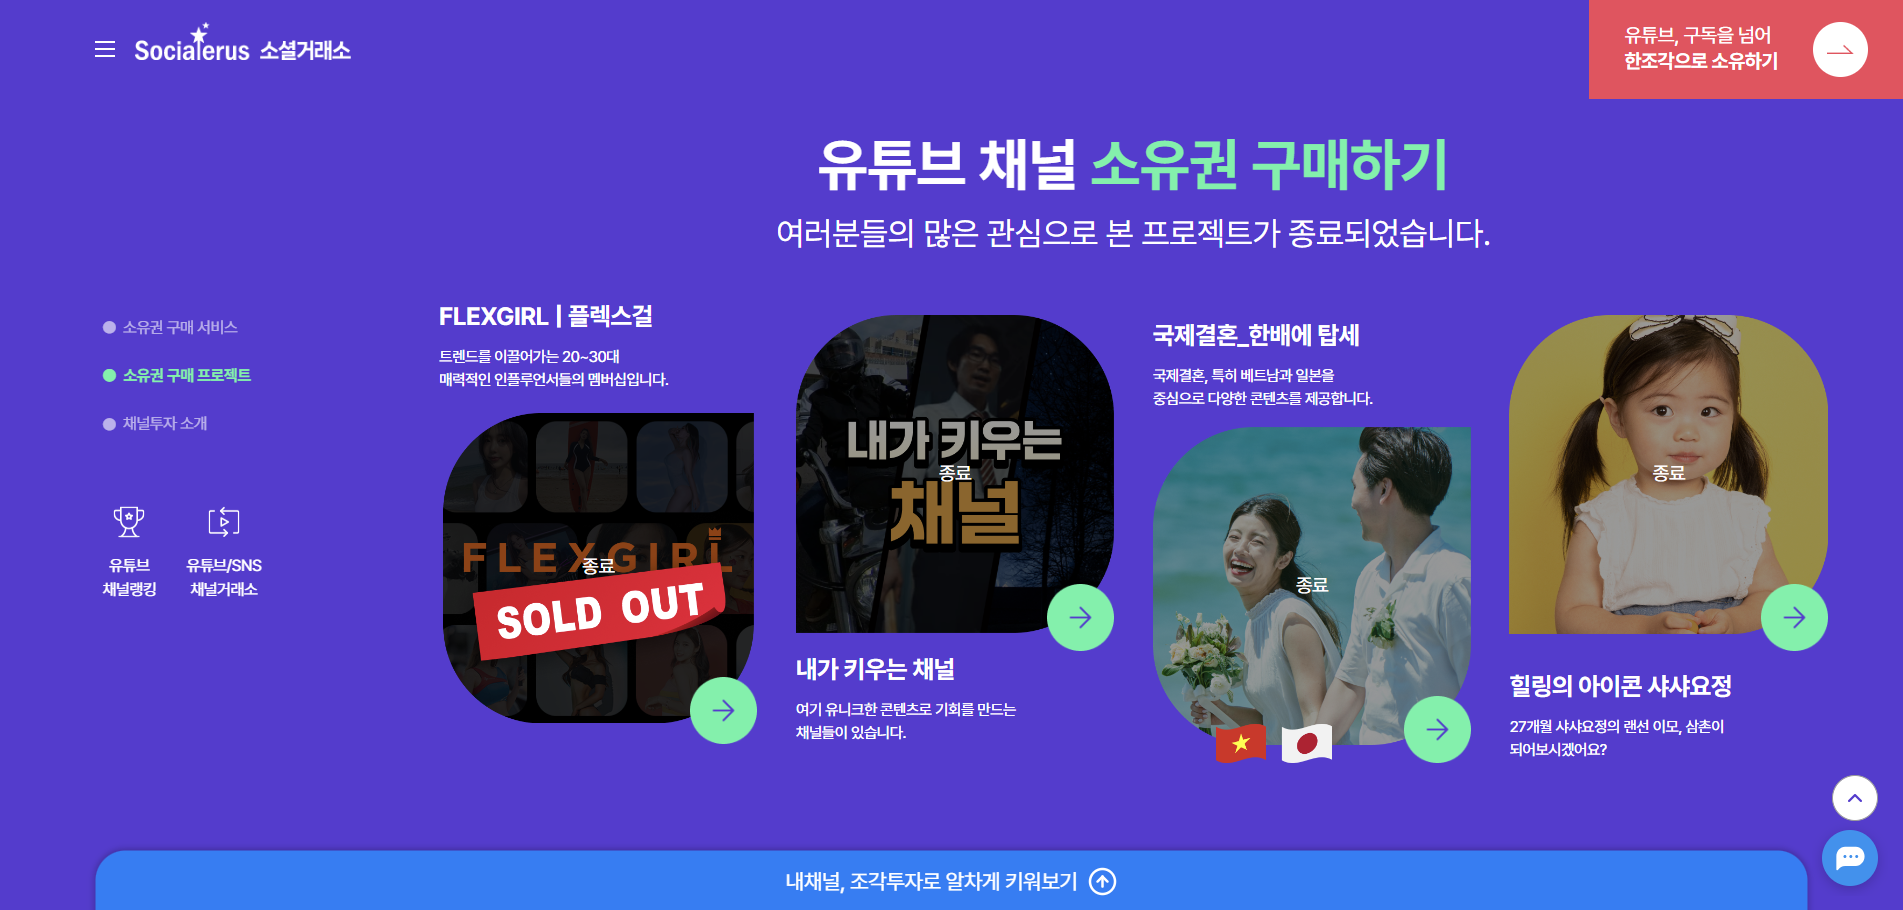 Socialerus 소셜거래소
유튜브, 구독을 넘어
한조각으로 소유하기
유튜브 채널 소유권 구매하기
여러분들의 많은 관심으로 본 프로젝트가 종료되었습니다.
소유권 구매 서비스
소유권 구매 프로젝트
채널투자 소개
유튜브
채널랭킹
유튜브/SNS
채널거래소
FLEXGIRL | 플렉스걸
트렌드를 이끌어가는 20~30대
매력적인 인플루언서들의 멤버십입니다.
FLEXGIRL
종료
SOLD OUT
내가 키우는
종료
채널
내가 키우는 채널
여기 유니크한 콘텐츠로 기회를 만드는
채널들이 있습니다.
국제결혼_한배에 탑세
국제결혼, 특히 베트남과 일본을
중심으로 다양한 콘텐츠를 제공합니다.
종료
종료
힐링의 아이콘 샤샤요정
27개월 샤샤요정의 랜선 이모, 삼촌이
되어보시겠어요?
내채널, 조각투자로 알차게 키워보기